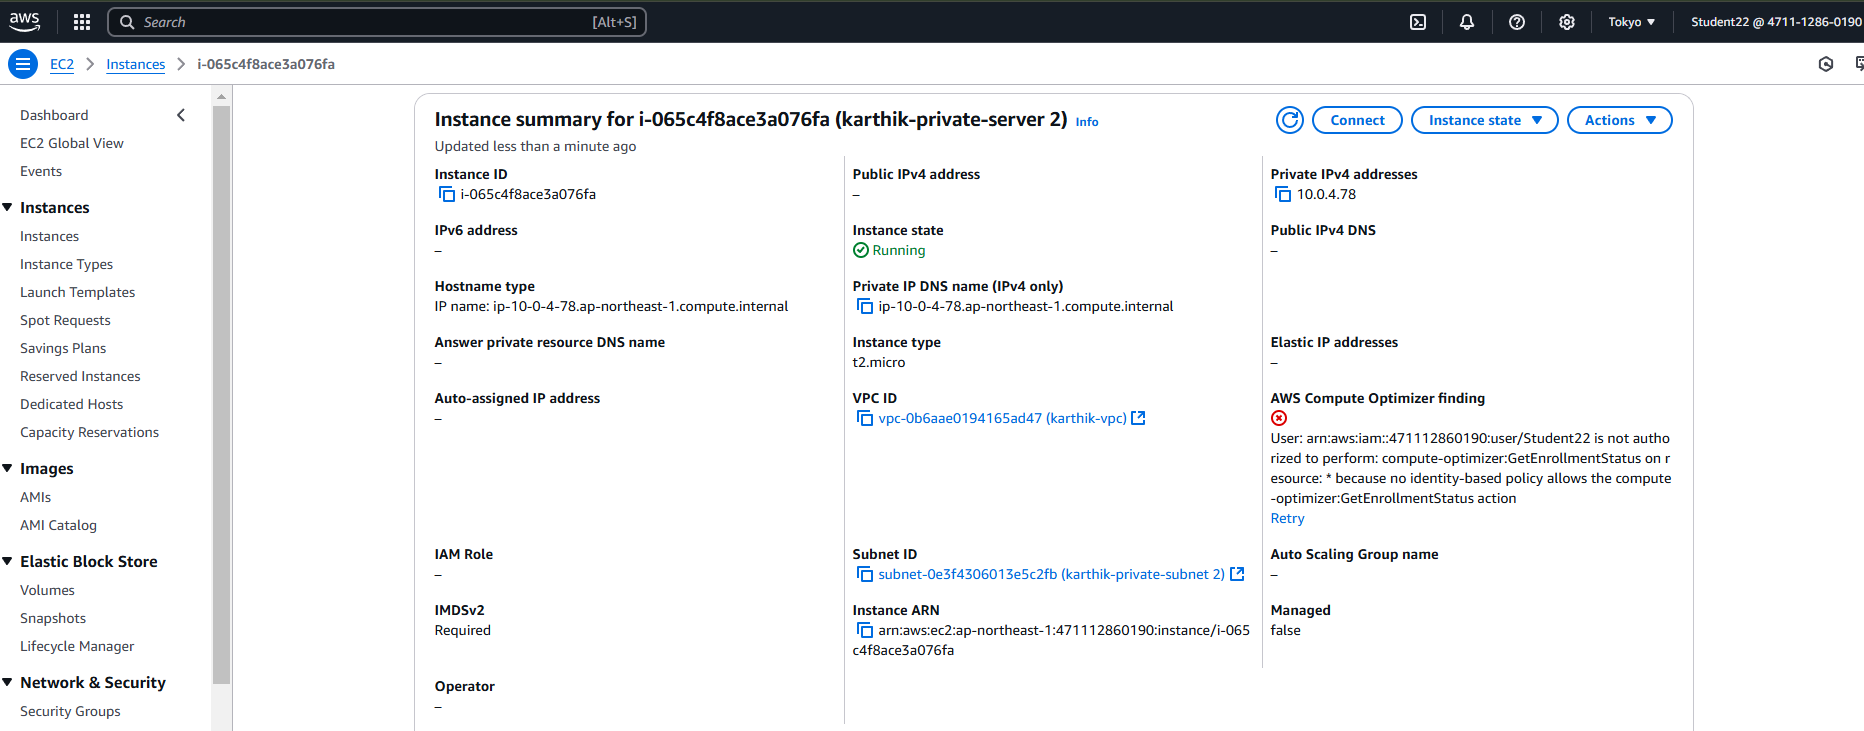 aws
Search
[Alt+S]
Tokyo
Student22 @ 4711-1286-0190
EC2
Instances
i-065c4f8ace3a076fa
Dashboard
EC2 Global View
Events
Instances
Instances
Instance Types
Launch Templates
Spot Requests
Savings Plans
Reserved Instances
Dedicated Hosts
Capacity Reservations
Images
AMIs
AMI Catalog
Elastic Block Store
Volumes
Snapshots
Lifecycle Manager
Network & Security
Security Groups
Instance summary for i-065c4f8ace3a076fa (karthik-private-server 2) Info
Updated less than a minute ago
Connect
Instance state
Actions
Instance ID
i-065c4f8ace3a076fa
Public IPv4 address
–
Private IPv4 addresses
10.0.4.78
IPv6 address
–
Instance state
Running
Public IPv4 DNS
–
Hostname type
IP name: ip-10-0-4-78.ap-northeast-1.compute.internal
Private IP DNS name (IPv4 only)
ip-10-0-4-78.ap-northeast-1.compute.internal
Answer private resource DNS name
–
Instance type
t2.micro
Elastic IP addresses
–
Auto-assigned IP address
–
VPC ID
vpc-0b6aae0194165ad47 (karthik-vpc)
AWS Compute Optimizer finding
User: arn:aws:iam::471112860190:user/Student22 is not autho
rized to perform: compute-optimizer:GetEnrollmentStatus on r
esource: * because no identity-based policy allows the compute
-optimizer:GetEnrollmentStatus action
Retry
IAM Role
–
Subnet ID
subnet-0e3f4306013e5c2fb (karthik-private-subnet 2)
Auto Scaling Group name
–
IMDSv2
Required
Instance ARN
arn:aws:ec2:ap-northeast-1:471112860190:instance/i-065
c4f8ace3a076fa
Managed
false
Operator
–